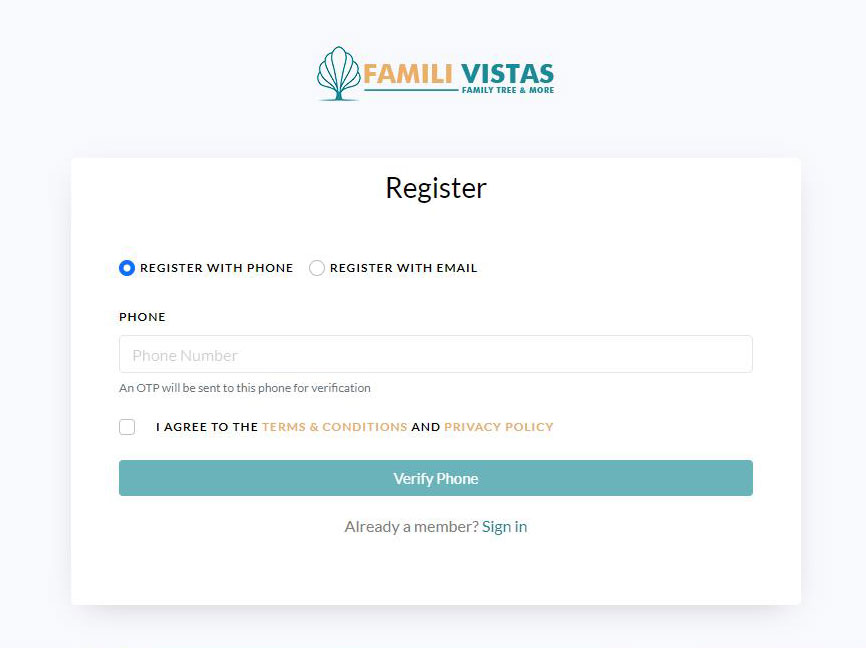 FAMILI VISTAS
FAMILY TREE & MORE
Register
REGISTER WITH PHONE REGISTER WITH EMAIL
PHONE
Phone Number
An OTP will be sent to this phone for verification
I AGREE TO THE TERMS & CONDITIONS AND PRIVACY POLICY
Verify Phone
Already a member? Sign in